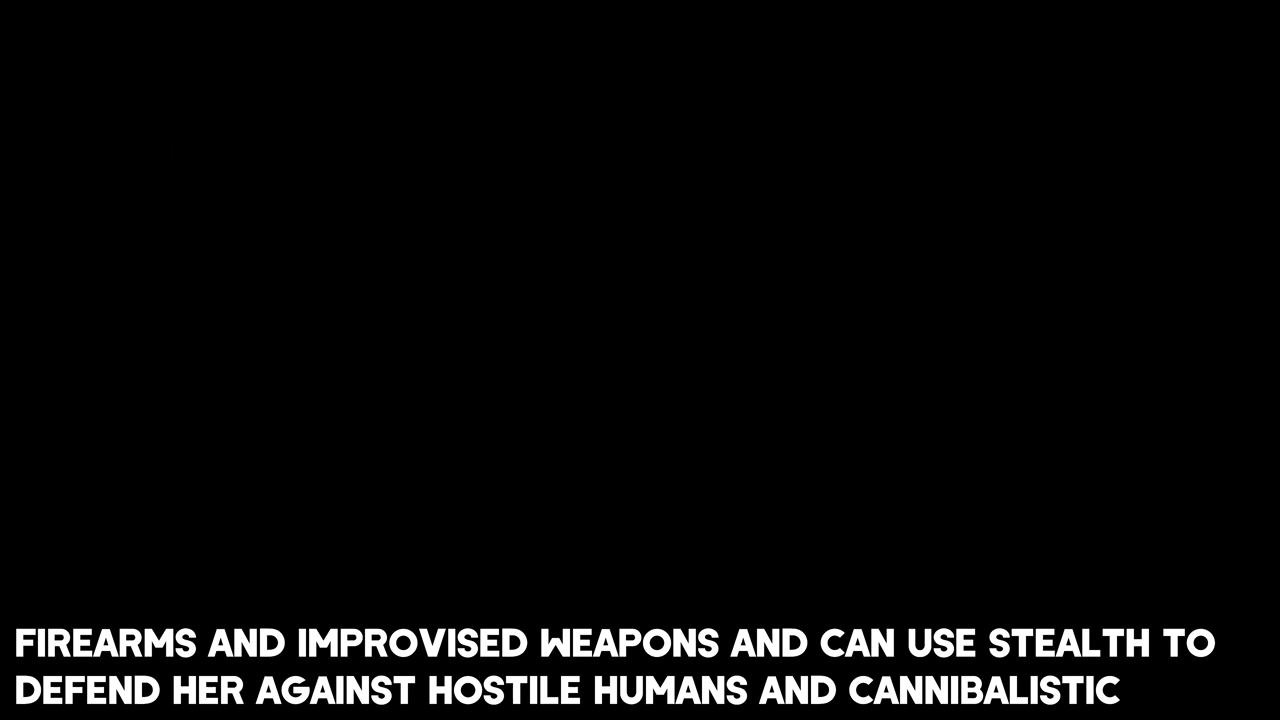 FIREARMS AND IMPROVISED WEAPONS AND CAN USE STEALTH TO
DEFEND HER AGAINST HOSTILE HUMANS AND CANNIBALISTIC